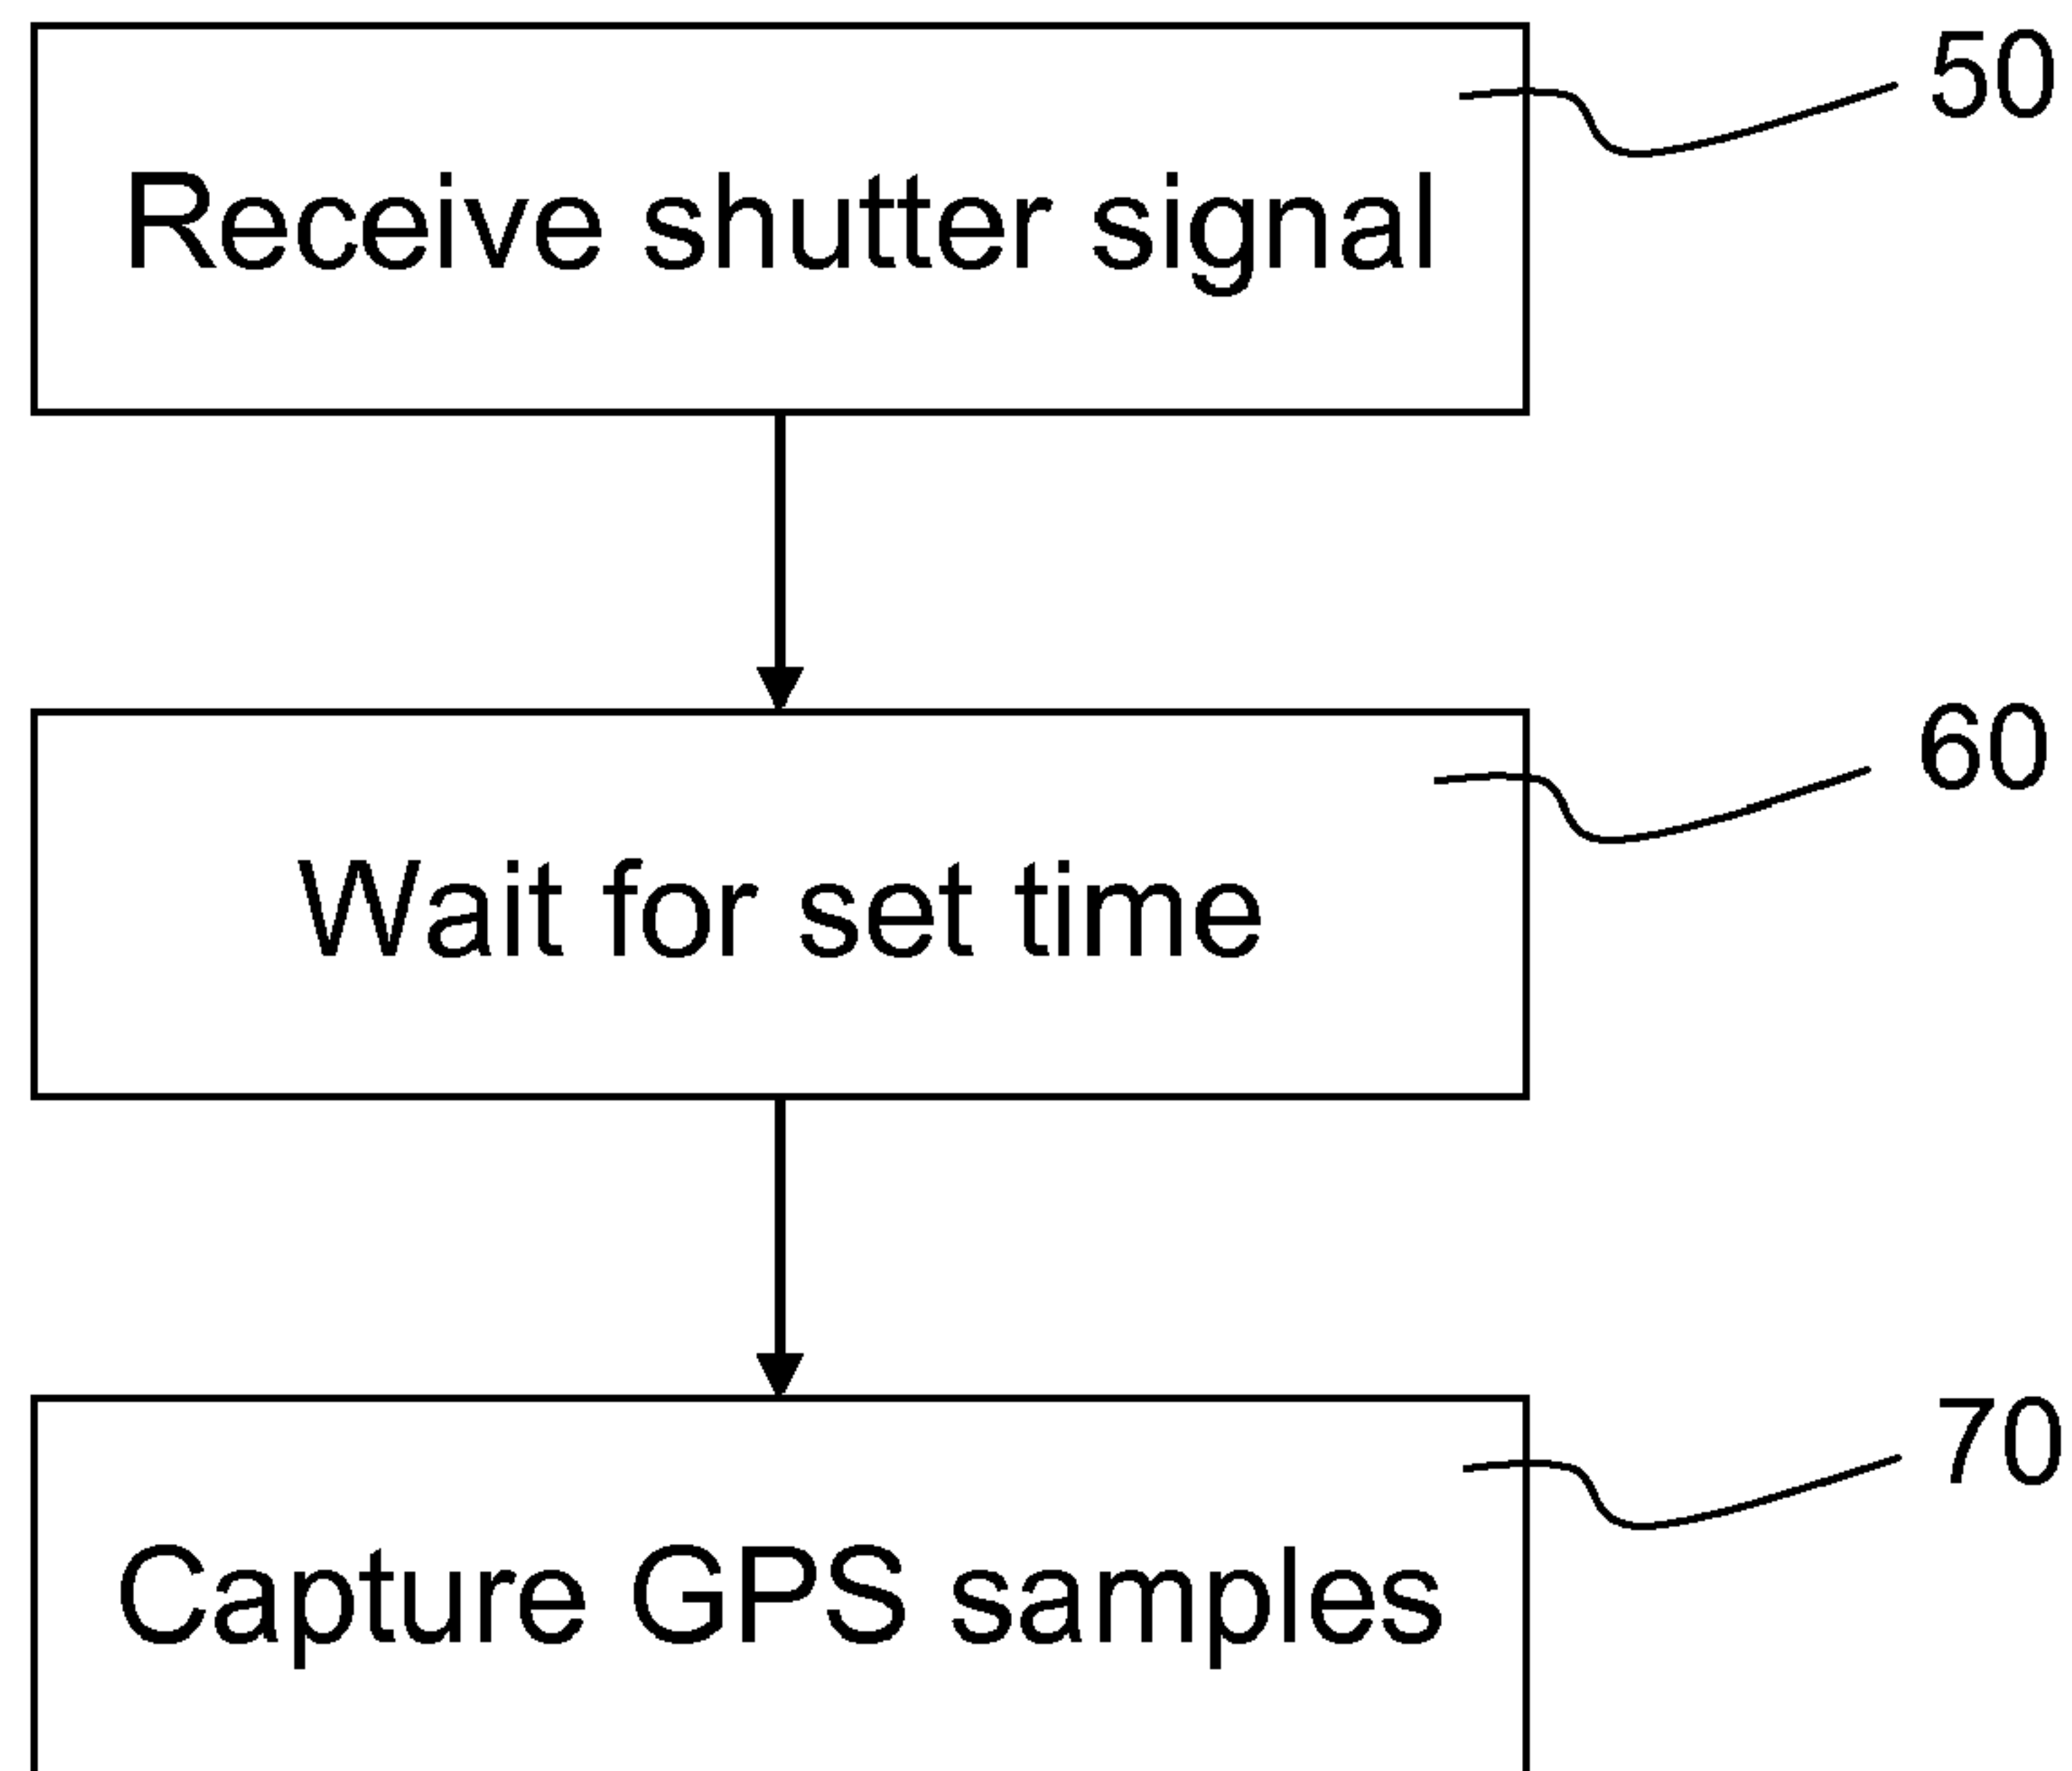 50
Receive shutter signal
60
Wait for set time
70
Capture GPS samples